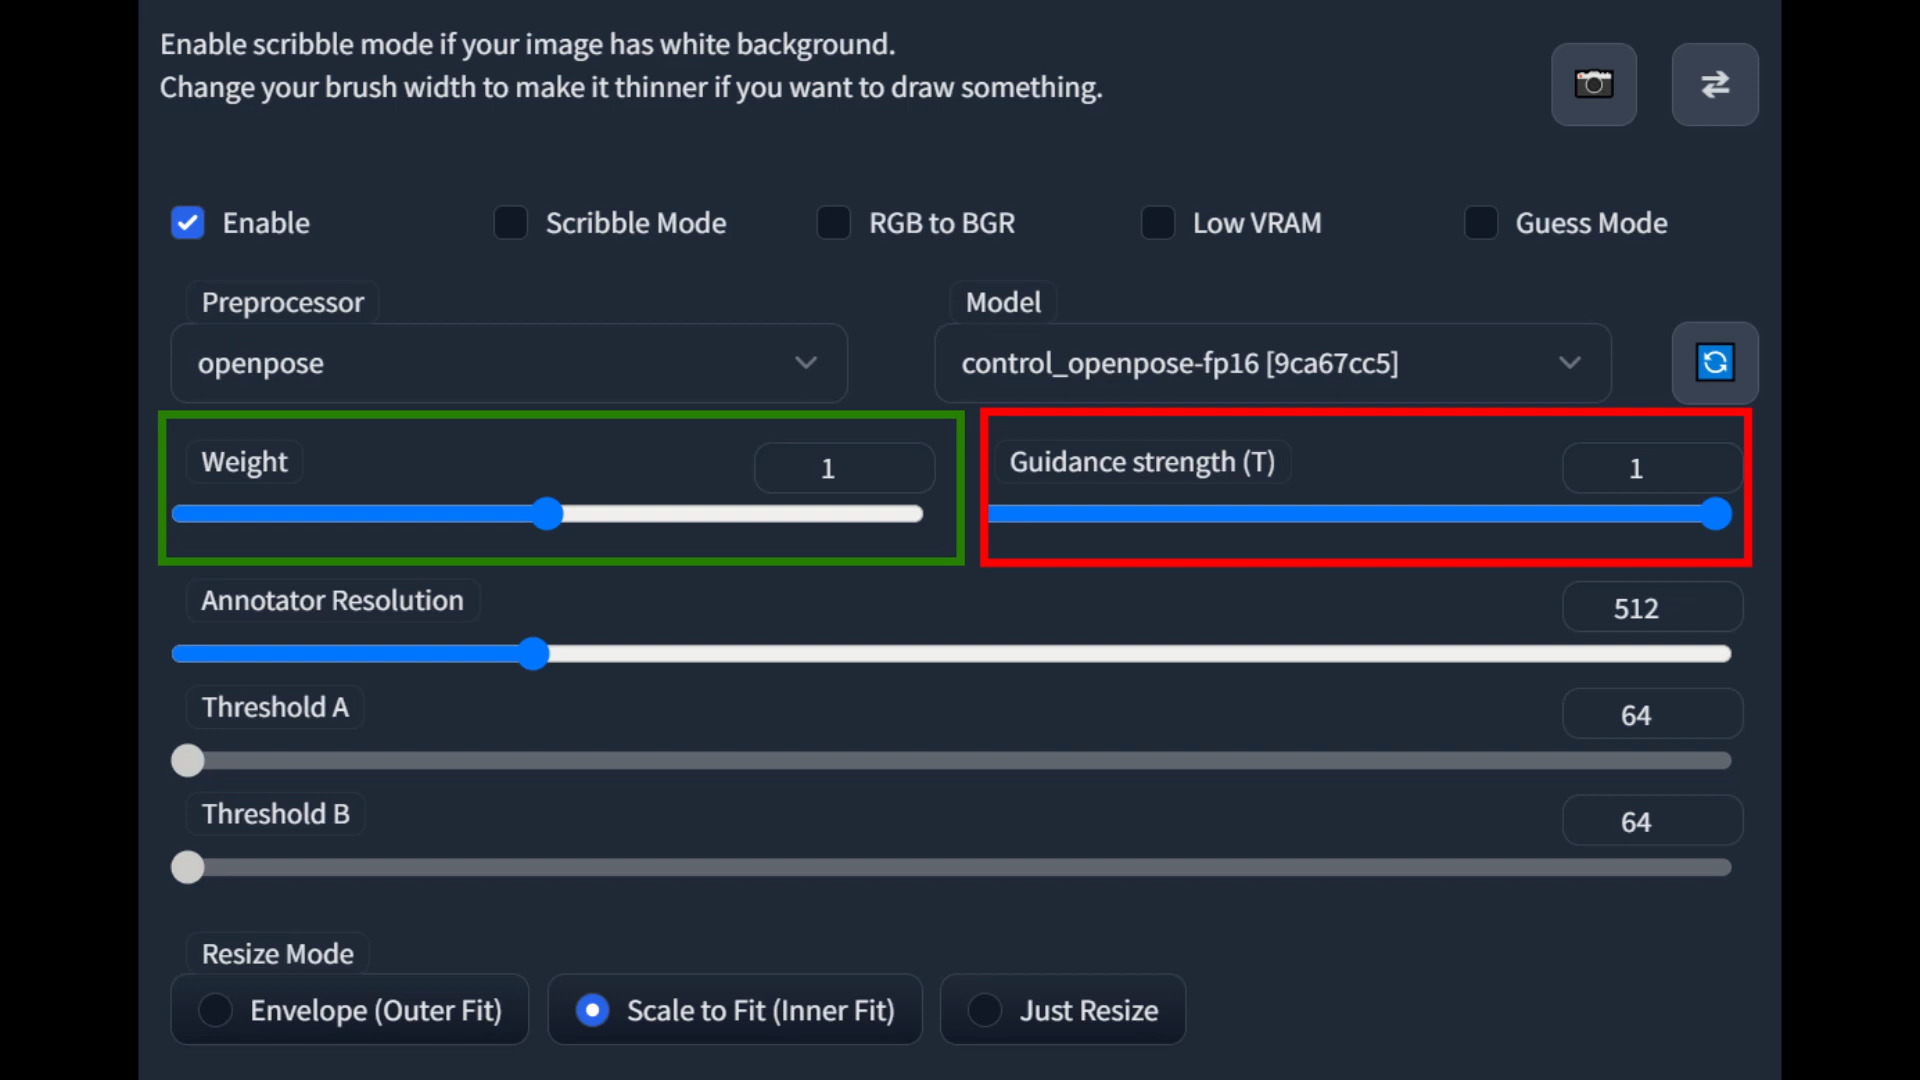 Enable scribble mode if your image has white background.
Change your brush width to make it thinner if you want to draw something.
Enable
Scribble Mode
RGB to BGR
Low VRAM
Guess Mode
Preprocessor
Model
openpose
control_openpose-fp16 [9ca67cc5]
Weight
1
Guidance strength (T)
1
Annotator Resolution
512
Threshold A
64
Threshold B
64
Resize Mode
Envelope (Outer Fit)
Scale to Fit (Inner Fit)
Just Resize